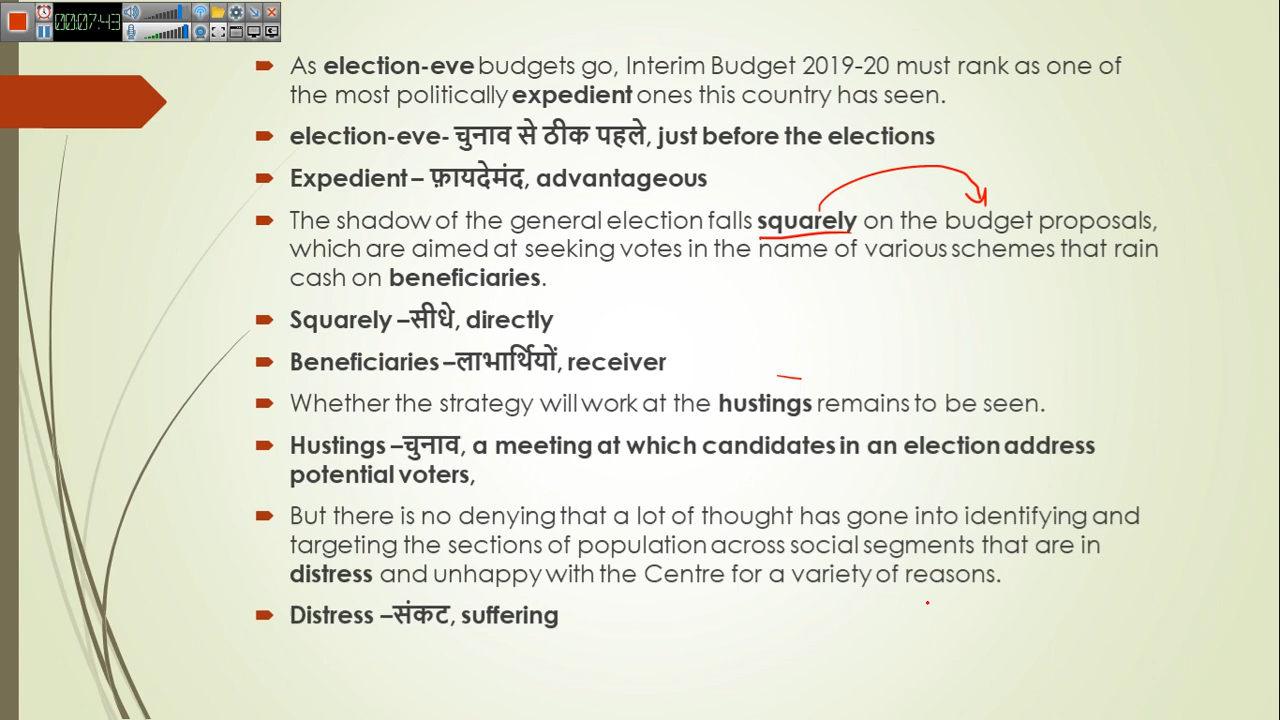 00:07:43
As election-eve budgets go, Interim Budget 2019-20 must rank as one of
the most politically expedient ones this country has seen.
election-eve- चुनाव से ठीक पहले, just before the elections
Expedient – फ़ायदेमंद, advantageous
The shadow of the general election falls squarely on the budget proposals,
which are aimed at seeking votes in the name of various schemes that rain
cash on beneficiaries.
Squarely –सीधे, directly
Beneficiaries –लाभार्थियों, receiver
Whether the strategy will work at the hustings remains to be seen.
Hustings –चुनाव, a meeting at which candidates in an election address
potential voters,
But there is no denying that a lot of thought has gone into identifying and
targeting the sections of population across social segments that are in
distress and unhappy with the Centre for a variety of reasons.
Distress –संकट, suffering